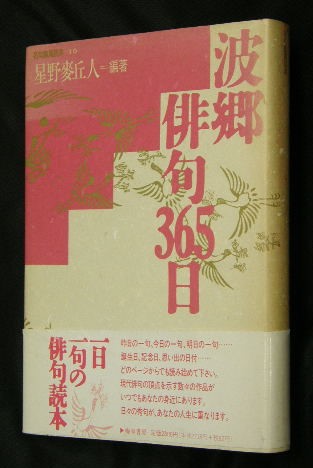 波郷
俳句
365日
星野麥丘人=編著
一日
一句の
俳句読本
昨日の一句、今日の一句、明日の一句……
誕生日、記念日、思い出の日付……
どのページからでも読み始めて下さい。
現代俳句の頂点を示す数々の作品が
いつでもあなたの身近にあります。
日々の秀句が、あなたの人生に重なります。